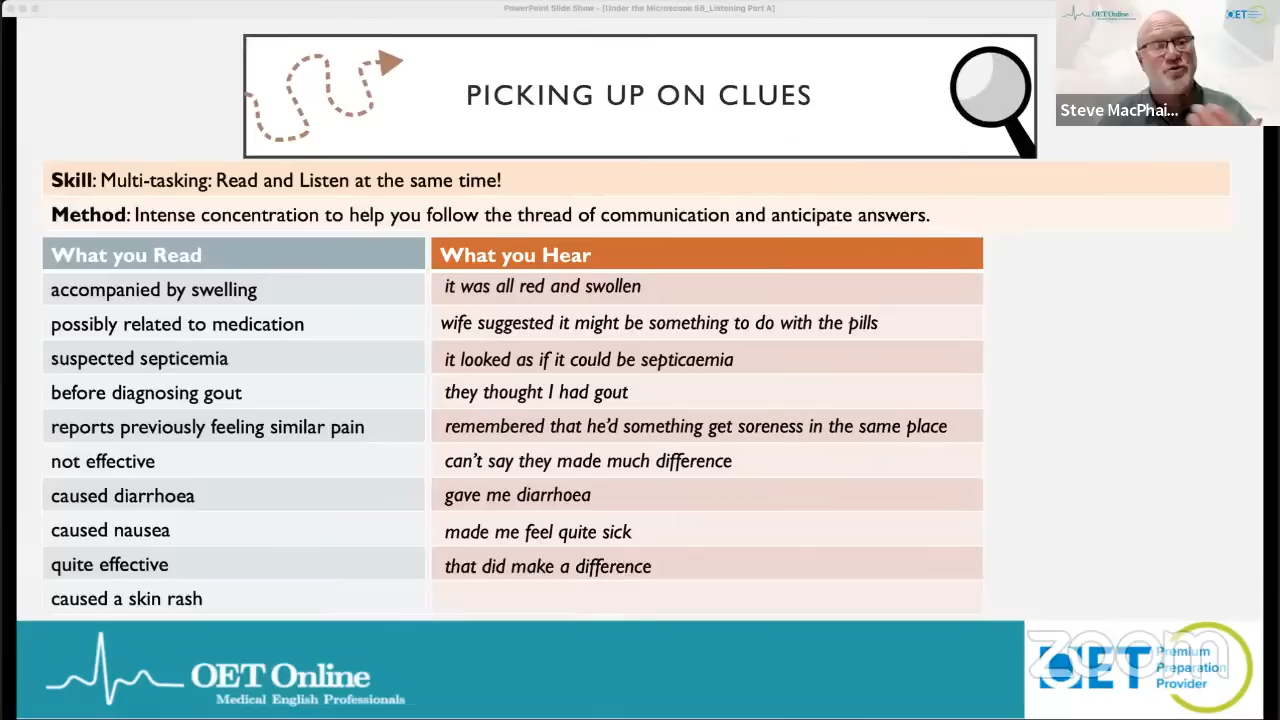 PowerPoint Slide Show - [Under the Microscope SB_Listening Part A]
OET Online
OET
Steve MacPhai...
PICKING UP ON CLUES
Skill: Multi-tasking: Read and Listen at the same time!
Method: Intense concentration to help you follow the thread of communication and anticipate answers.
What you Read
What you Hear
accompanied by swelling
it was all red and swollen
possibly related to medication
wife suggested it might be something to do with the pills
suspected septicemia
it looked as if it could be septicaemia
before diagnosing gout
they thought I had gout
reports previously feeling similar pain
remembered that he'd something get soreness in the same place
not effective
can't say they made much difference
caused diarrhoea
gave me diarrhoea
caused nausea
made me feel quite sick
quite effective
that did make a difference
caused a skin rash
OET Online
Medical English Professionals
zoom
OET
Premium
Preparation
Provider